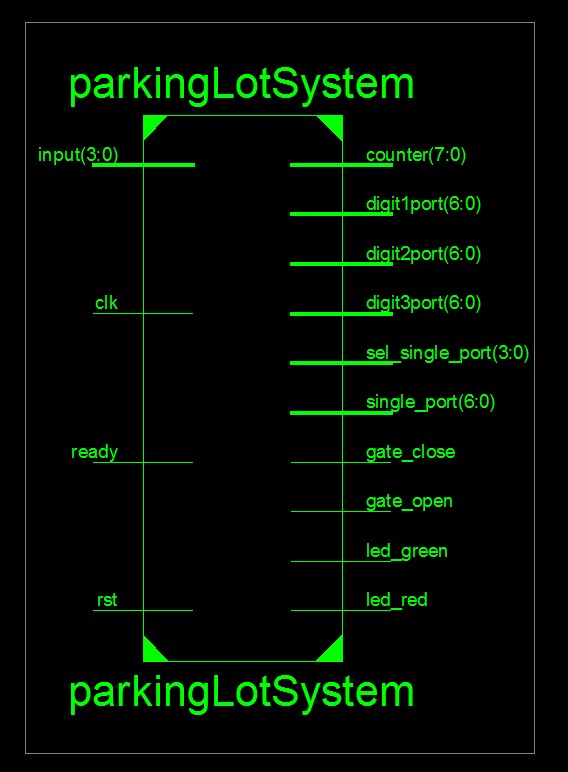 parkingLotSystem
input(3:0) counter(7:0)
digit1port(6:0)
digit2port(6:0)
clk digit3port(6:0)
sel_single_port(3:0)
single_port(6:0)
ready gate_close
gate_open
led_green
rst led_red
parkingLotSystem